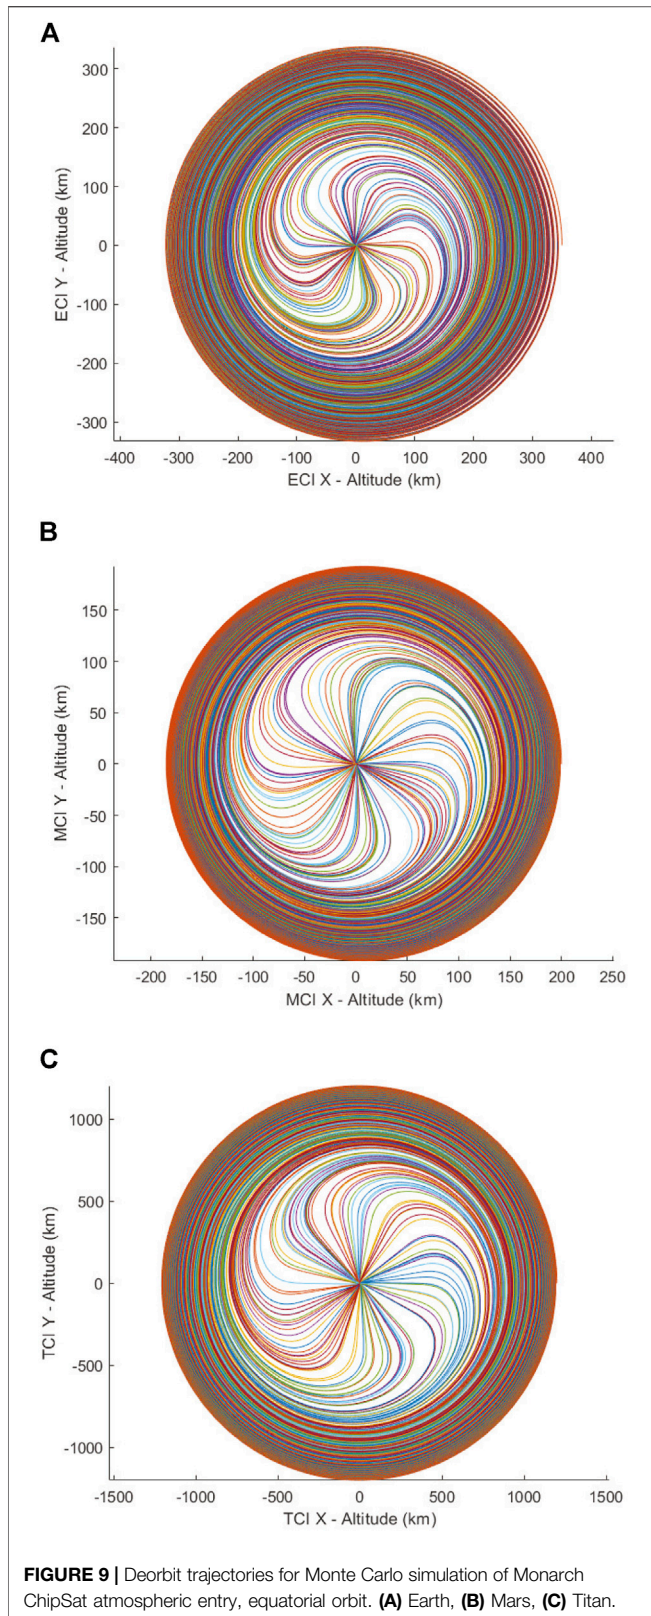 A
300
200
100
0
-100
-200
-300
ECI Y - Altitude (km)
-400 -300 -200 -100 0 100 200 300 400
ECI X - Altitude (km)
B
150
100
50
0
-50
-100
-150
MCI Y - Altitude (km)
-200 -150 -100 -50 0 50 100 150 200 250
MCI X - Altitude (km)
C
1000
500
0
-500
-1000
TCI Y - Altitude (km)
-1500 -1000 -500 0 500 1000 1500
TCI X - Altitude (km)
FIGURE 9 | Deorbit trajectories for Monte Carlo simulation of Monarch
ChipSat atmospheric entry, equatorial orbit. (A) Earth, (B) Mars, (C) Titan.